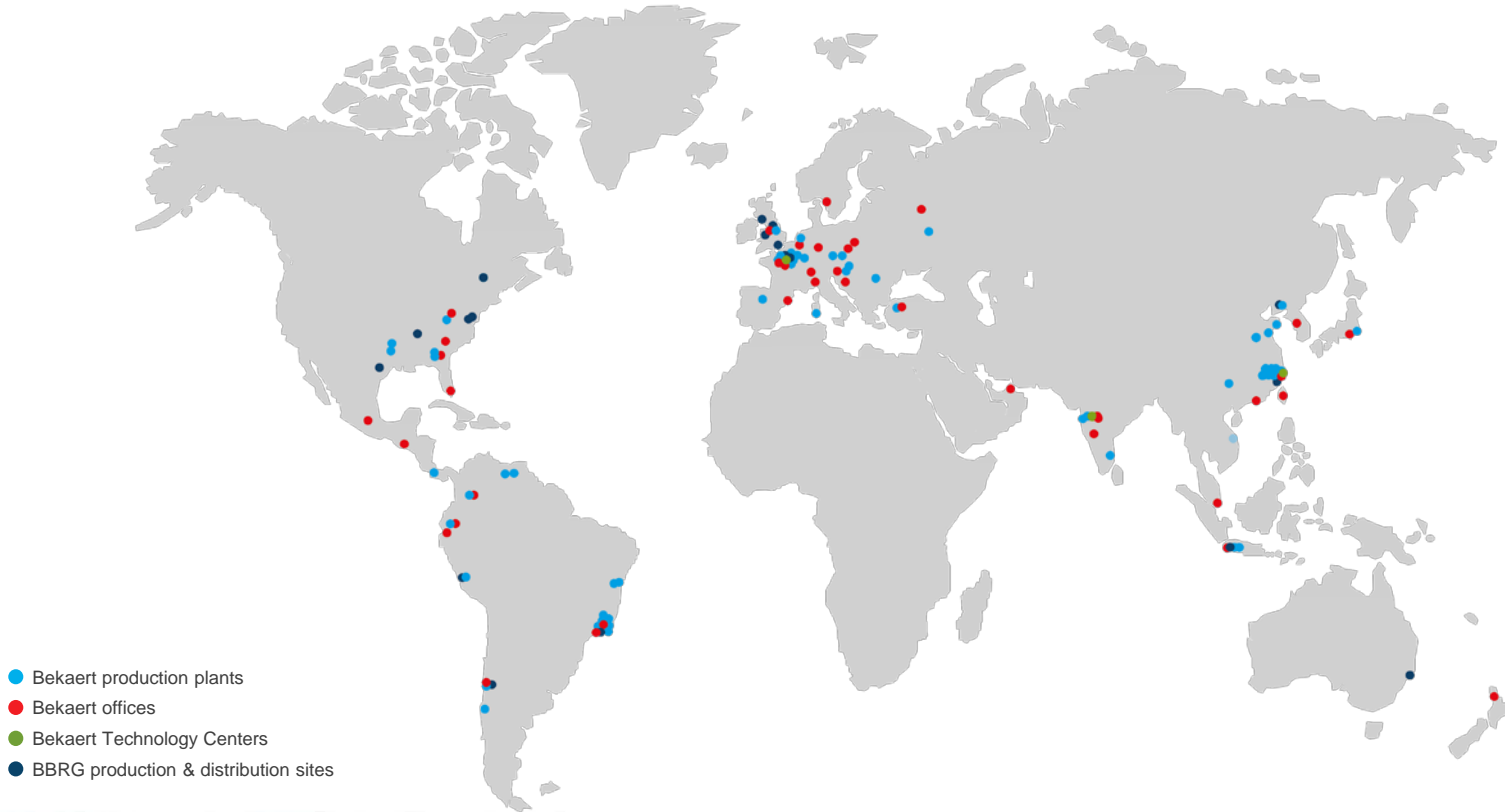 Bekaert production plants
Bekaert offices
Bekaert Technology Centers
BBRG production & distribution sites